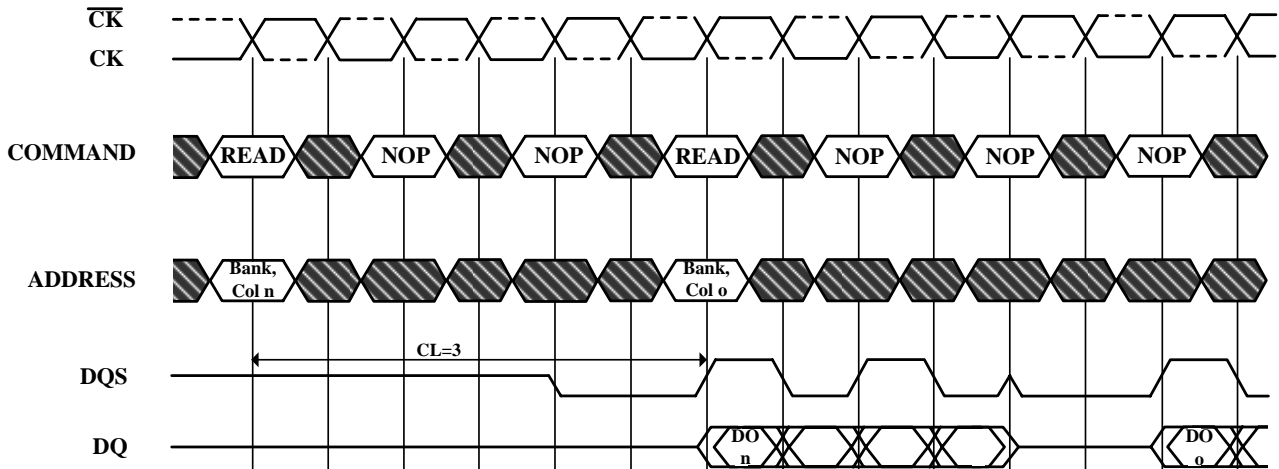 CK
CK
COMMAND READ NOP NOP READ NOP NOP NOP
ADDRESS Bank, Col n Bank, Col o
CL=3
DQS
DQ DO n DO o